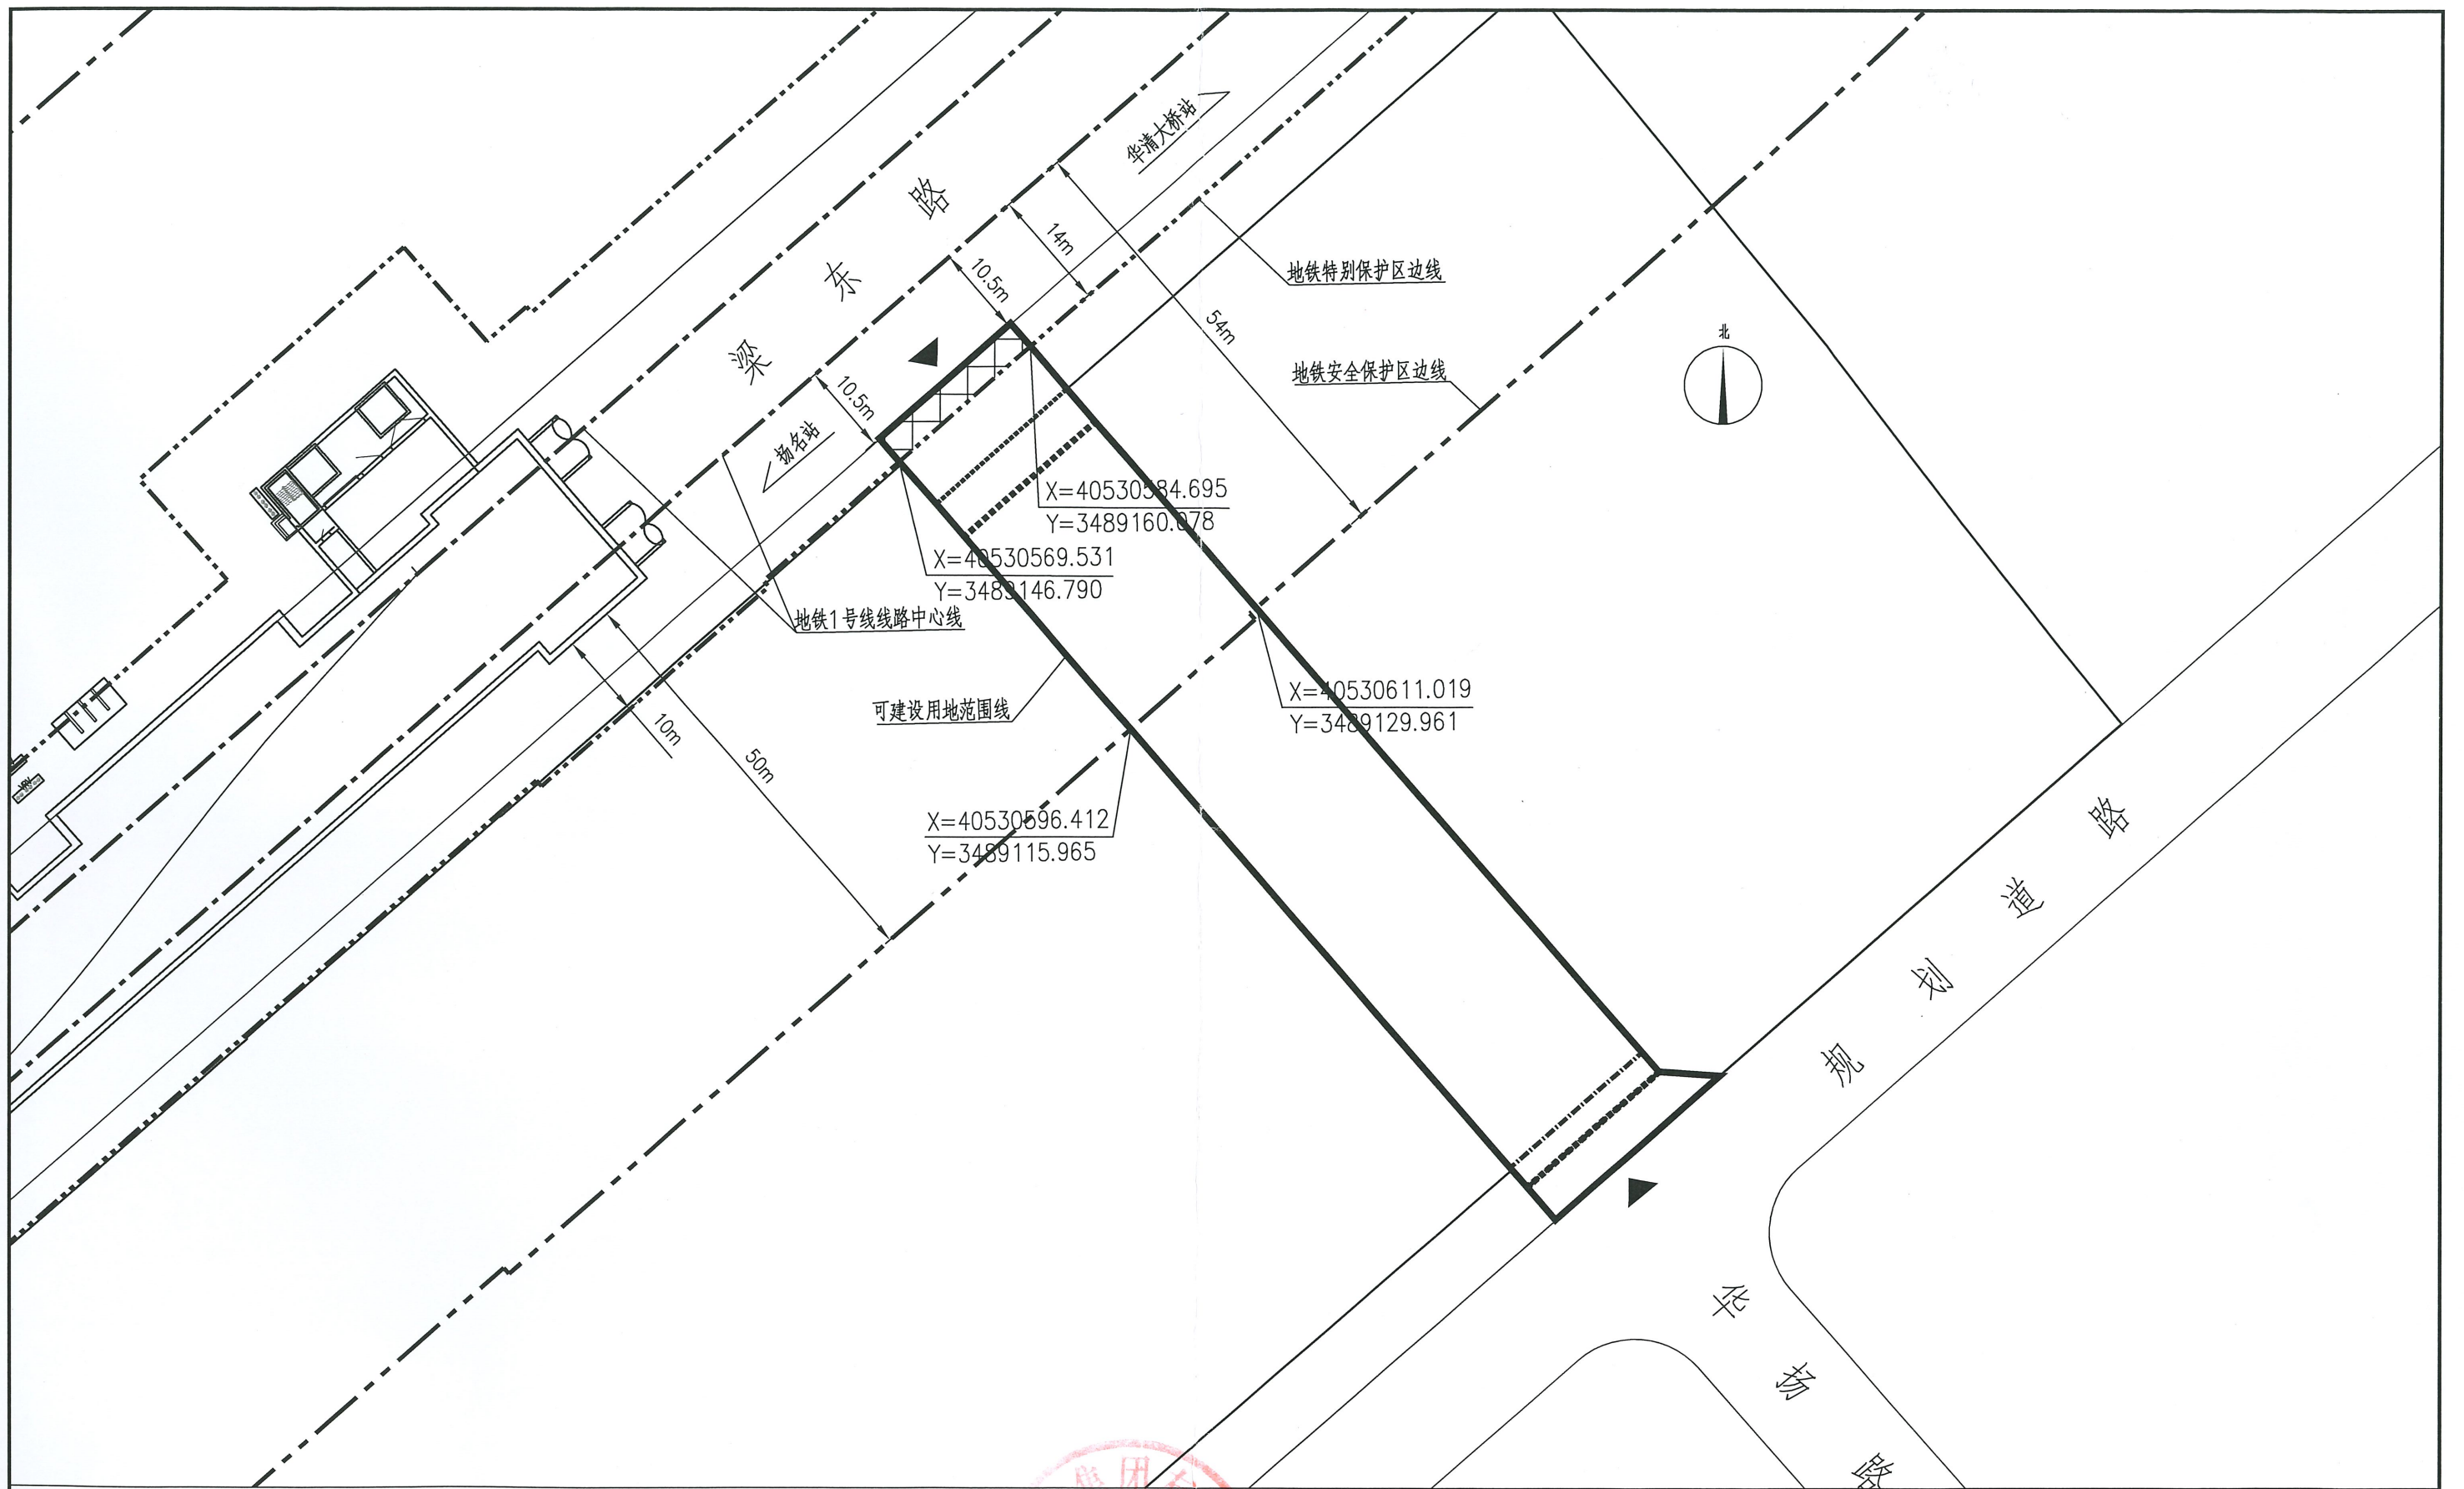 华清大桥站
梁东路
14m
10.5m
54m
地铁特别保护区边线
北
地铁安全保护区边线
10.5m
扬名站
X=40530584.695
Y=3489160.078
X=40530569.531
Y=3489146.790
地铁1号线线路中心线
X=40530611.019
Y=3489129.961
可建设用地范围线
10m
50m
X=40530596.412
Y=3489115.965
规划道路
华扬路
集团